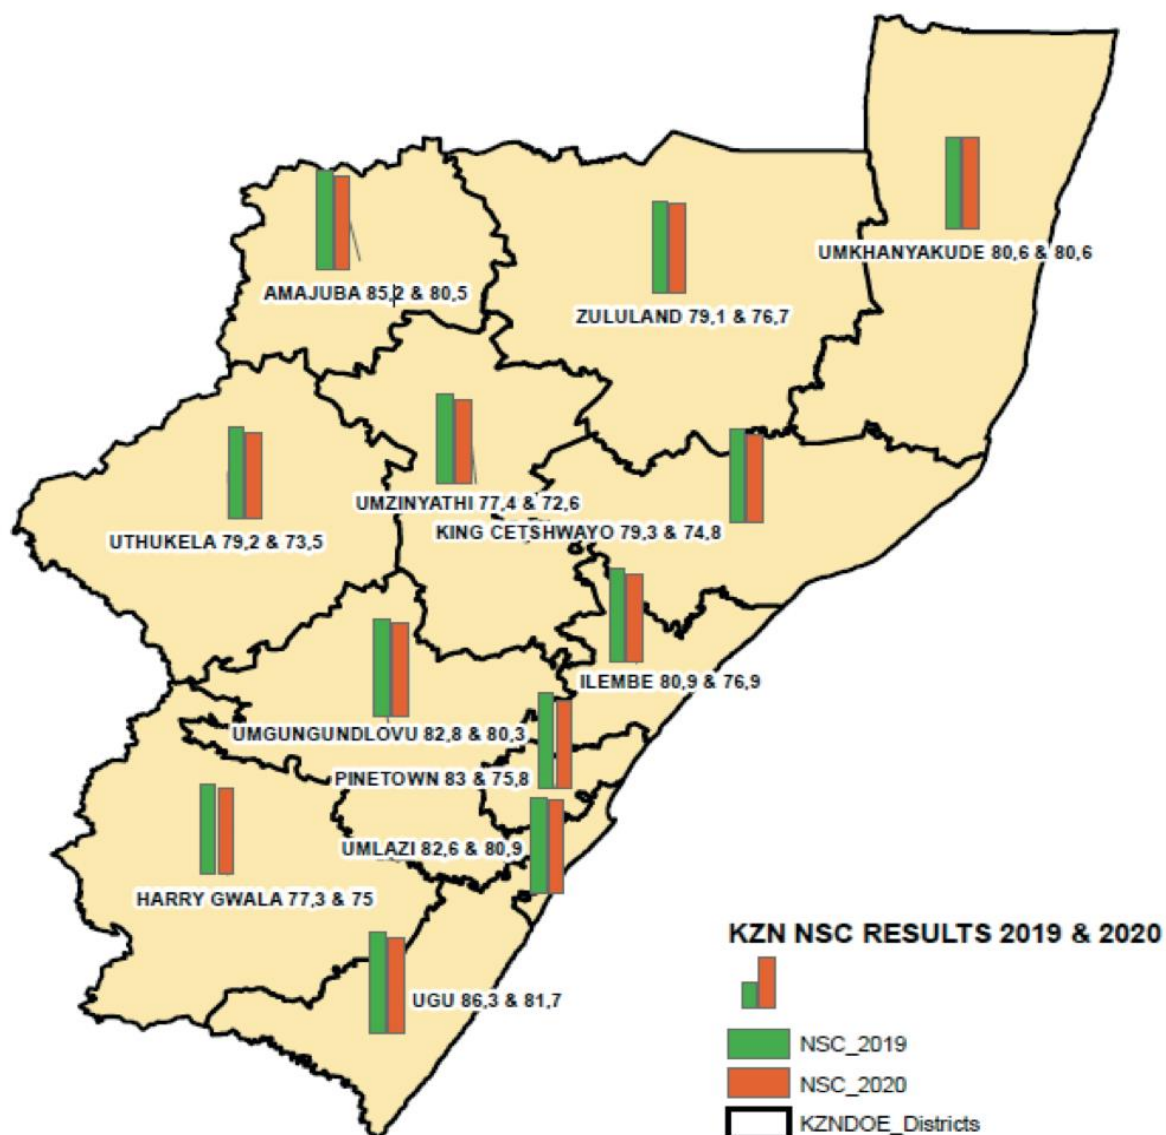 UMKHANYAKUDE 80,6 & 80,6
AMAJUBA 85,2 & 80,5
ZULULAND 79,1 & 76,7
UMZINYATHI 77,4 & 72,6
KING CETSHWAYO 79,3 & 74,8
UTHUKELA 79,2 & 73,5
ILEMBE 80,9 & 76,9
UMGUNGUNDLOVU 82,8 & 80,3
PINETOWN 83 & 75,8
UMLAZI 82,6 & 80,9
HARRY GWALA 77,3 & 75
UGU 86,3 & 81,7
KZN NSC RESULTS 2019 & 2020
NSC_2019
NSC_2020
KZNDOE_Districts